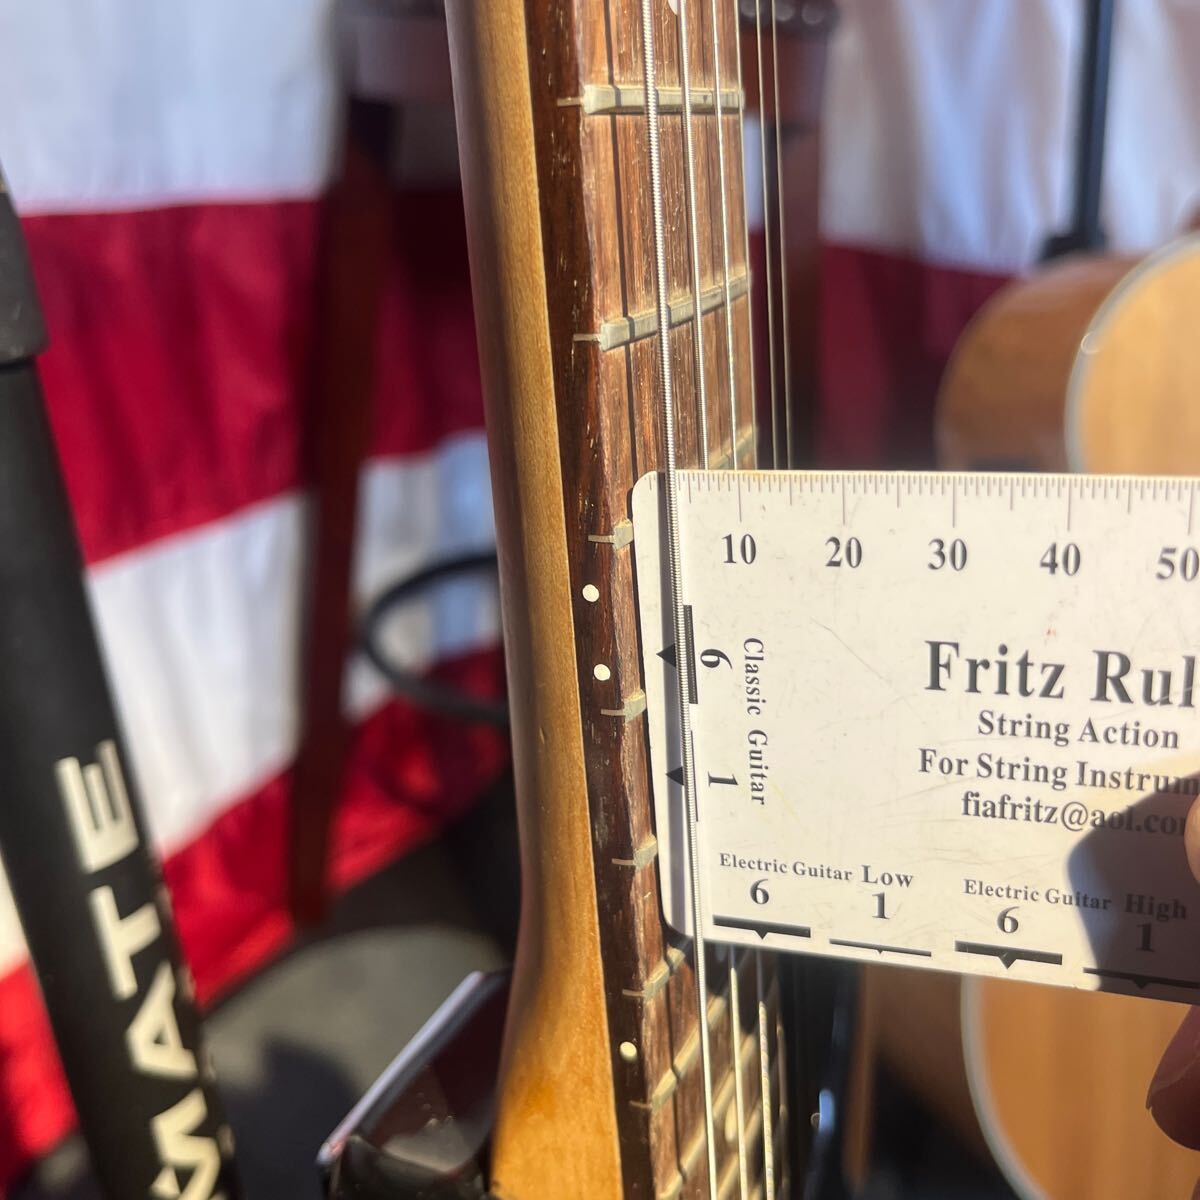 10 20 30 40 50
Fritz Rul
String Action
For String Instrum
fiafritz@aol.co
6 Classic Guitar
1
Electric Guitar Low
6 1
Electric Guitar High
6 1
MATE